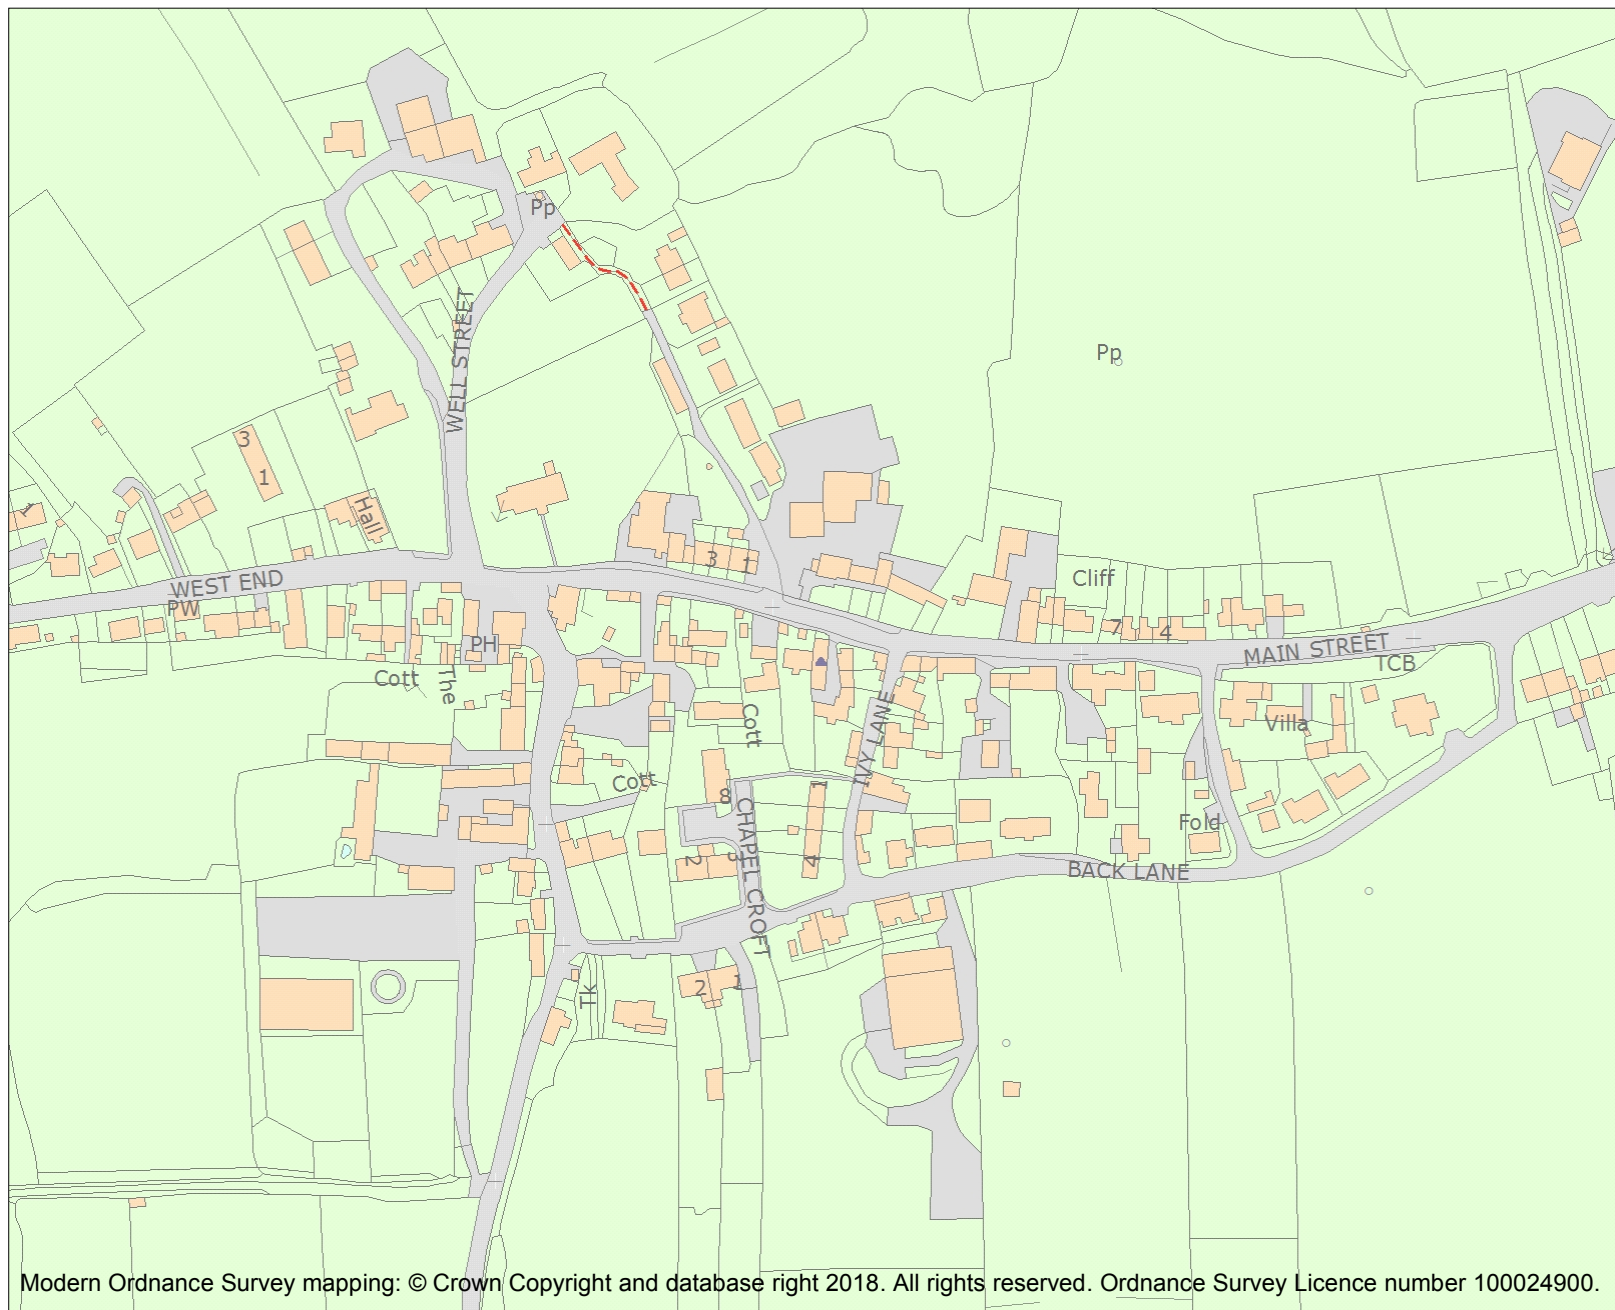 Pp
Pp
WELL STREET
3
1
1
Hall
3
1
WEST END
PW
Cliff
7
4
PH
MAIN STREET
TCB
Cott
The
IVY LANE
Cott
Villa
Cott
8
1
CHAPEL CROFT
Fold
2
3
4
BACK LANE
Tk
2
1
Modern Ordnance Survey mapping: © Crown Copyright and database right 2018. All rights reserved. Ordnance Survey Licence number 100024900.